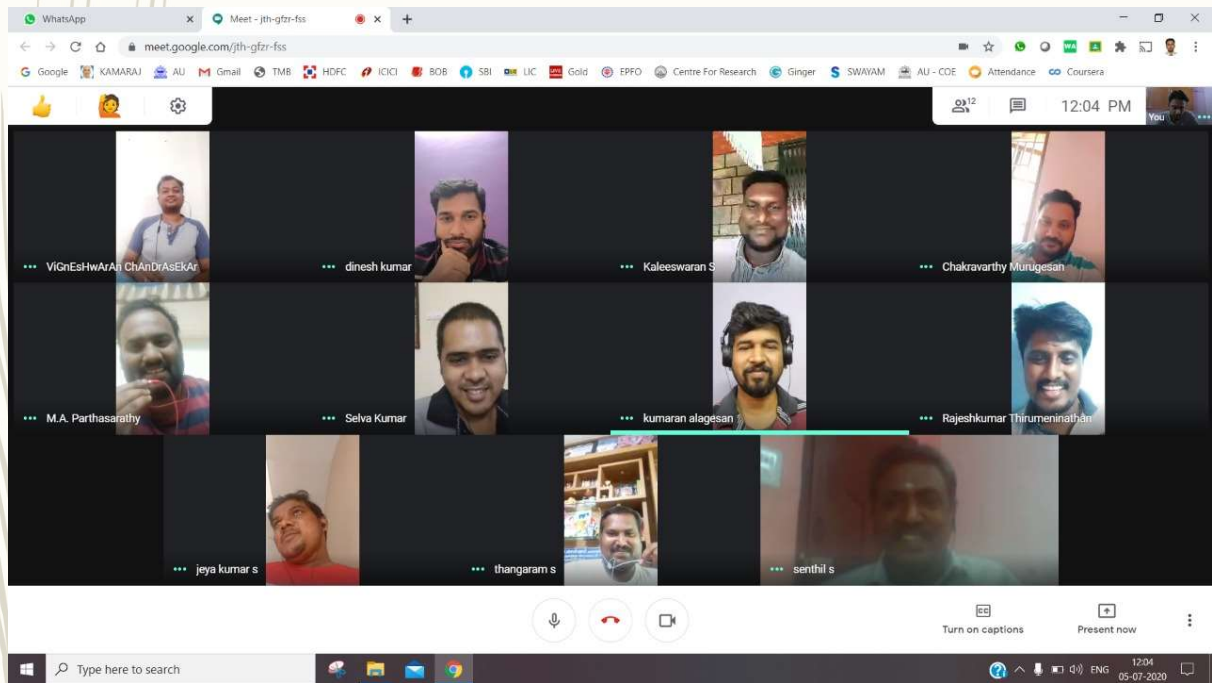 WhatsApp
Meet - jth-gfzr-fss
meet.google.com/jth-gfzr-fss
Google KAMARAJ AU Gmail TMB HDFC ICICI BOB SBI LIC Gold EPFO Centre For Research Ginger SWAYAM AU - COE Attendance Coursera
12
12:04 PM
You
ViGnEsHwArAn ChAnDrAsEkAr
dinesh kumar
Kaleeswaran S
Chakravarthy Murugesan
M.A. Parthasarathy
Selva Kumar
kumaran alagesan
Rajeshkumar Thirumeninathan
jeya kumar s
thangaram s
senthil s
CC
Turn on captions
Present now
Type here to search
ENG
12:04
05-07-2020